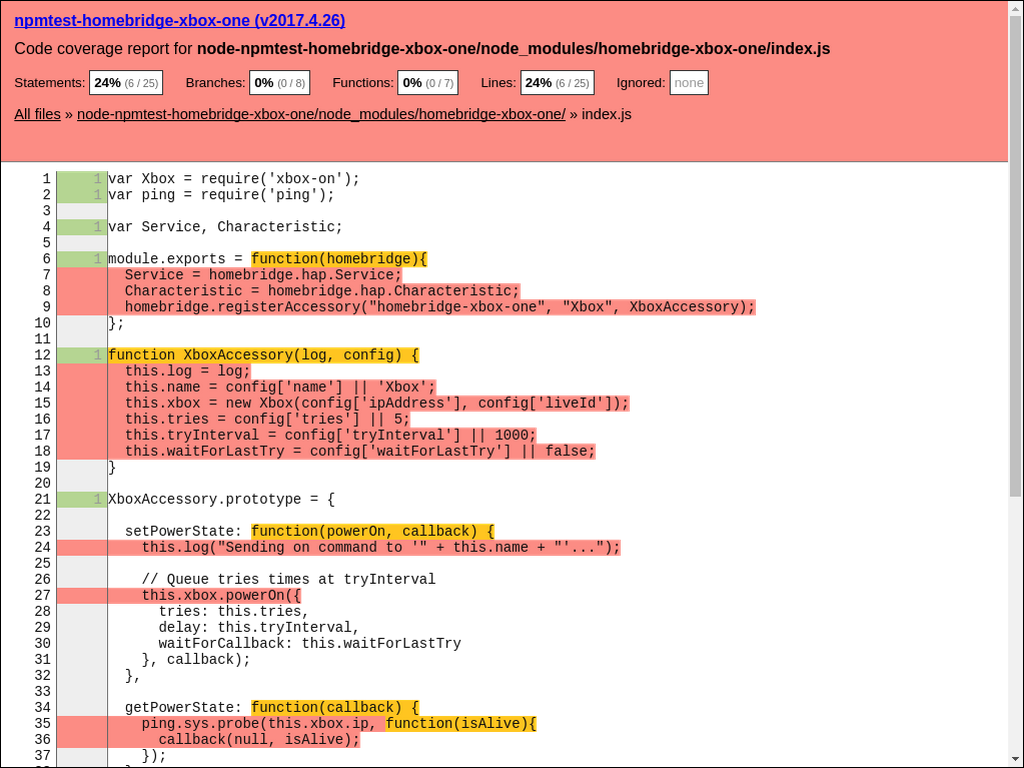 npmtest-homebridge-xbox-one (v2017.4.26)
Code coverage report for node-npmtest-homebridge-xbox-one/node_modules/homebridge-xbox-one/index.js
Statements: 24% (6 / 25) Branches: 0% (0 / 8) Functions: 0% (0 / 7) Lines: 24% (6 / 25) Ignored: none
All files » node-npmtest-homebridge-xbox-one/node_modules/homebridge-xbox-one/ » index.js
1 1 var Xbox = require('xbox-on');
2 1 var ping = require('ping');
3
4 1 var Service, Characteristic;
5
6 1 module.exports = function(homebridge){
7 Service = homebridge.hap.Service;
8 Characteristic = homebridge.hap.Characteristic;
9 homebridge.registerAccessory("homebridge-xbox-one", "Xbox", XboxAccessory);
10 };
11
12 1 function XboxAccessory(log, config) {
13 this.log = log;
14 this.name = config['name'] || 'Xbox';
15 this.xbox = new Xbox(config['ipAddress'], config['liveId']);
16 this.tries = config['tries'] || 5;
17 this.tryInterval = config['tryInterval'] || 1000;
18 this.waitForLastTry = config['waitForLastTry'] || false;
19 }
20
21 1 XboxAccessory.prototype = {
22
23 setPowerState: function(powerOn, callback) {
24 this.log("Sending on command to '" + this.name + "'...");
25
26 // Queue tries times at tryInterval
27 this.xbox.powerOn({
28 tries: this.tries,
29 delay: this.tryInterval,
30 waitForCallback: this.waitForLastTry
31 }, callback);
32 },
33
34 getPowerState: function(callback) {
35 ping.sys.probe(this.xbox.ip, function(isAlive){
36 callback(null, isAlive);
37 });